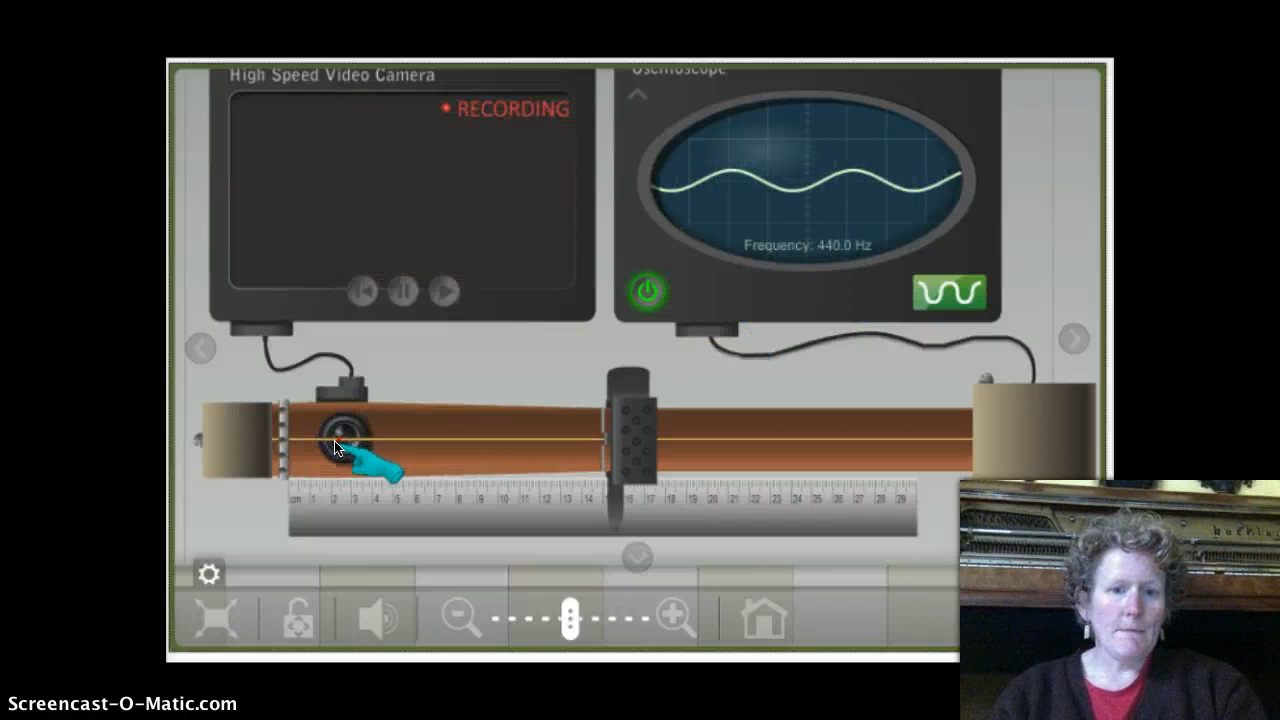 High Speed Video Camera
Oscilloscope
• RECORDING
Frequency: 440.0 Hz
cm 1 2 3 4 5 6 7 8 9 10 11 12 13 14 16 17 18 19 20 21 22 23 24 25 26 27 28 29
Screencast-O-Matic.com